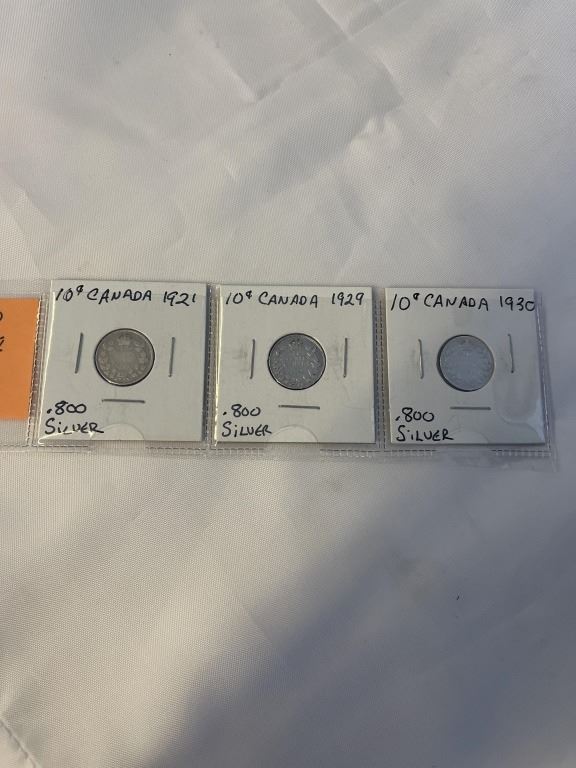 10¢ CANADA 1921
.800
SILVER
10¢ CANADA 1929
.800
SILVER
10¢ CANADA 1930
.800
SILVER